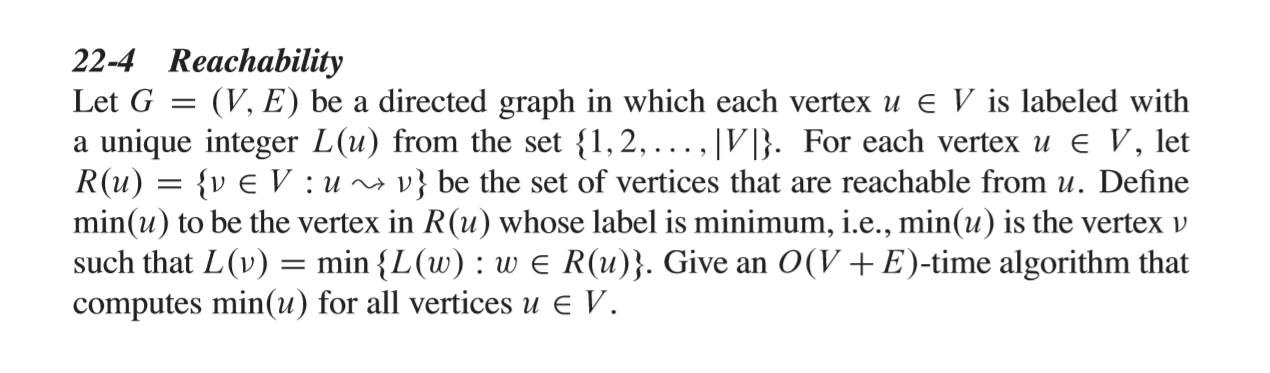 22-4 Reachability
Let G = (V, E) be a directed graph in which each vertex u ∈ V is labeled with
a unique integer L(u) from the set {1, 2, . . . , |V|}. For each vertex u ∈ V, let
R(u) = {v ∈ V : u ⇝ v} be the set of vertices that are reachable from u. Define
min(u) to be the vertex in R(u) whose label is minimum, i.e., min(u) is the vertex v
such that L(v) = min {L(w) : w ∈ R(u)}. Give an O(V + E)-time algorithm that
computes min(u) for all vertices u ∈ V.